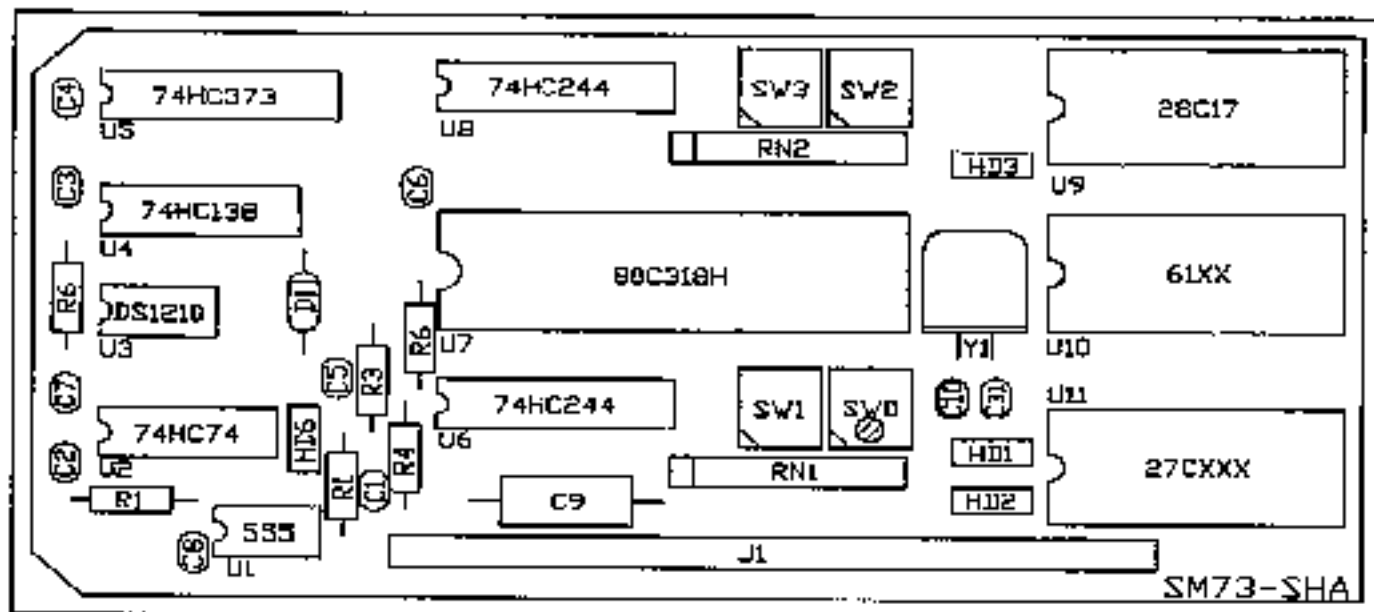 C4
74HC373
U5
74HC244
U8
SW3
SW2
28C17
U9
RN2
HD3
C3
74HC138
U4
C6
R6
DS1210
U3
D1
80C31BH
U7
R6
Y1
61XX
U10
C7
C5
R3
74HC244
U6
SW1
SW0
C10
U11
27CXXX
74HC74
U2
HD6
C2
R4
HD1
R1
C1
RN1
C9
HD2
555
U1
C8
J1
SM73-SHA